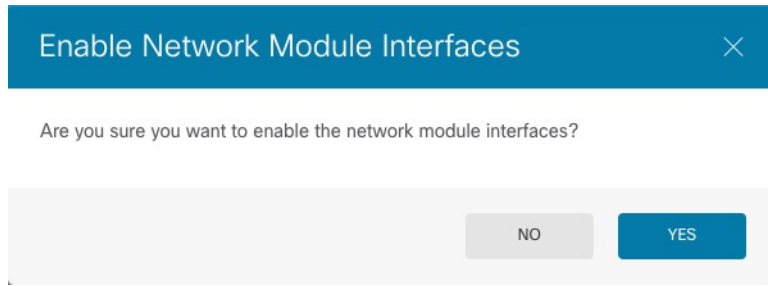 Enable Network Module Interfaces
Are you sure you want to enable the network module interfaces?
NO
YES